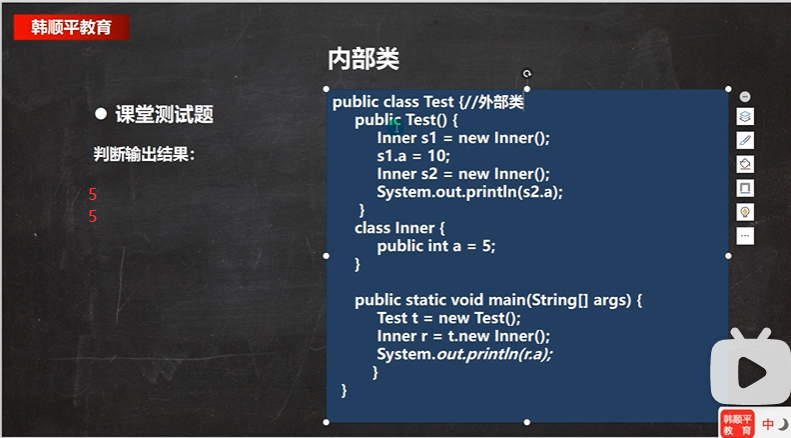 韩顺平教育
内部类
课堂测试题
判断输出结果：
5
5
public class Test {//外部类
public Test() {
Inner s1 = new Inner();
s1.a = 10;
Inner s2 = new Inner();
System.out.println(s2.a);
}
class Inner {
public int a = 5;
}
public static void main(String[] args) {
Test t = new Test();
Inner r = t.new Inner();
System.out.println(r.a);
}
}
韩顺平
教 育
中